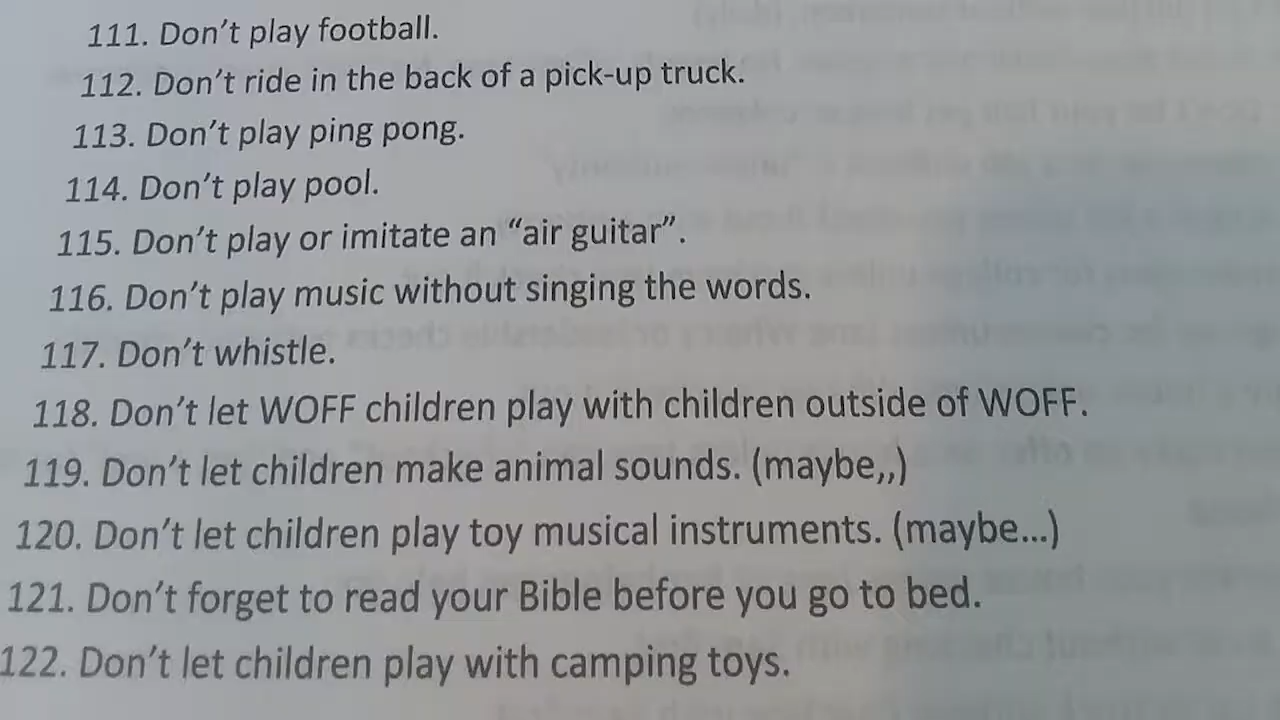 111. Don’t play football.
112. Don’t ride in the back of a pick-up truck.
113. Don’t play ping pong.
114. Don’t play pool.
115. Don’t play or imitate an “air guitar”.
116. Don’t play music without singing the words.
117. Don’t whistle.
118. Don’t let WOFF children play with children outside of WOFF.
119. Don’t let children make animal sounds. (maybe,,)
120. Don’t let children play toy musical instruments. (maybe...)
121. Don’t forget to read your Bible before you go to bed.
122. Don’t let children play with camping toys.